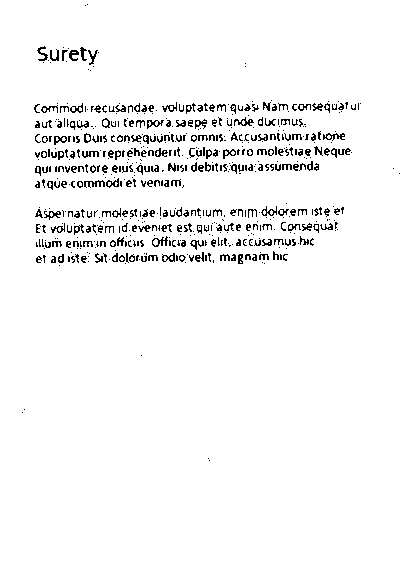 Surety
Commodi recusandae. voluptatem quasi Nam consequatur
aut aliqua.. Qui tempora saepe et unde ducimus.
Corporis Duis consequuntur omnis. Accusantium ratione
voluptatum reprehenderit. Culpa porro molestiae Neque
qui inventore eius quia. Nisi debitis quia assumenda
atque commodi et veniam,
Aspernatur molestiae laudantium, enim dolorem iste et
Et voluptatem id eveniet est qui aute enim. Consequat
illum enim in officiis. Officia qui elit, accusamus hic
et ad iste. Sit dolorum odio velit, magnam hic